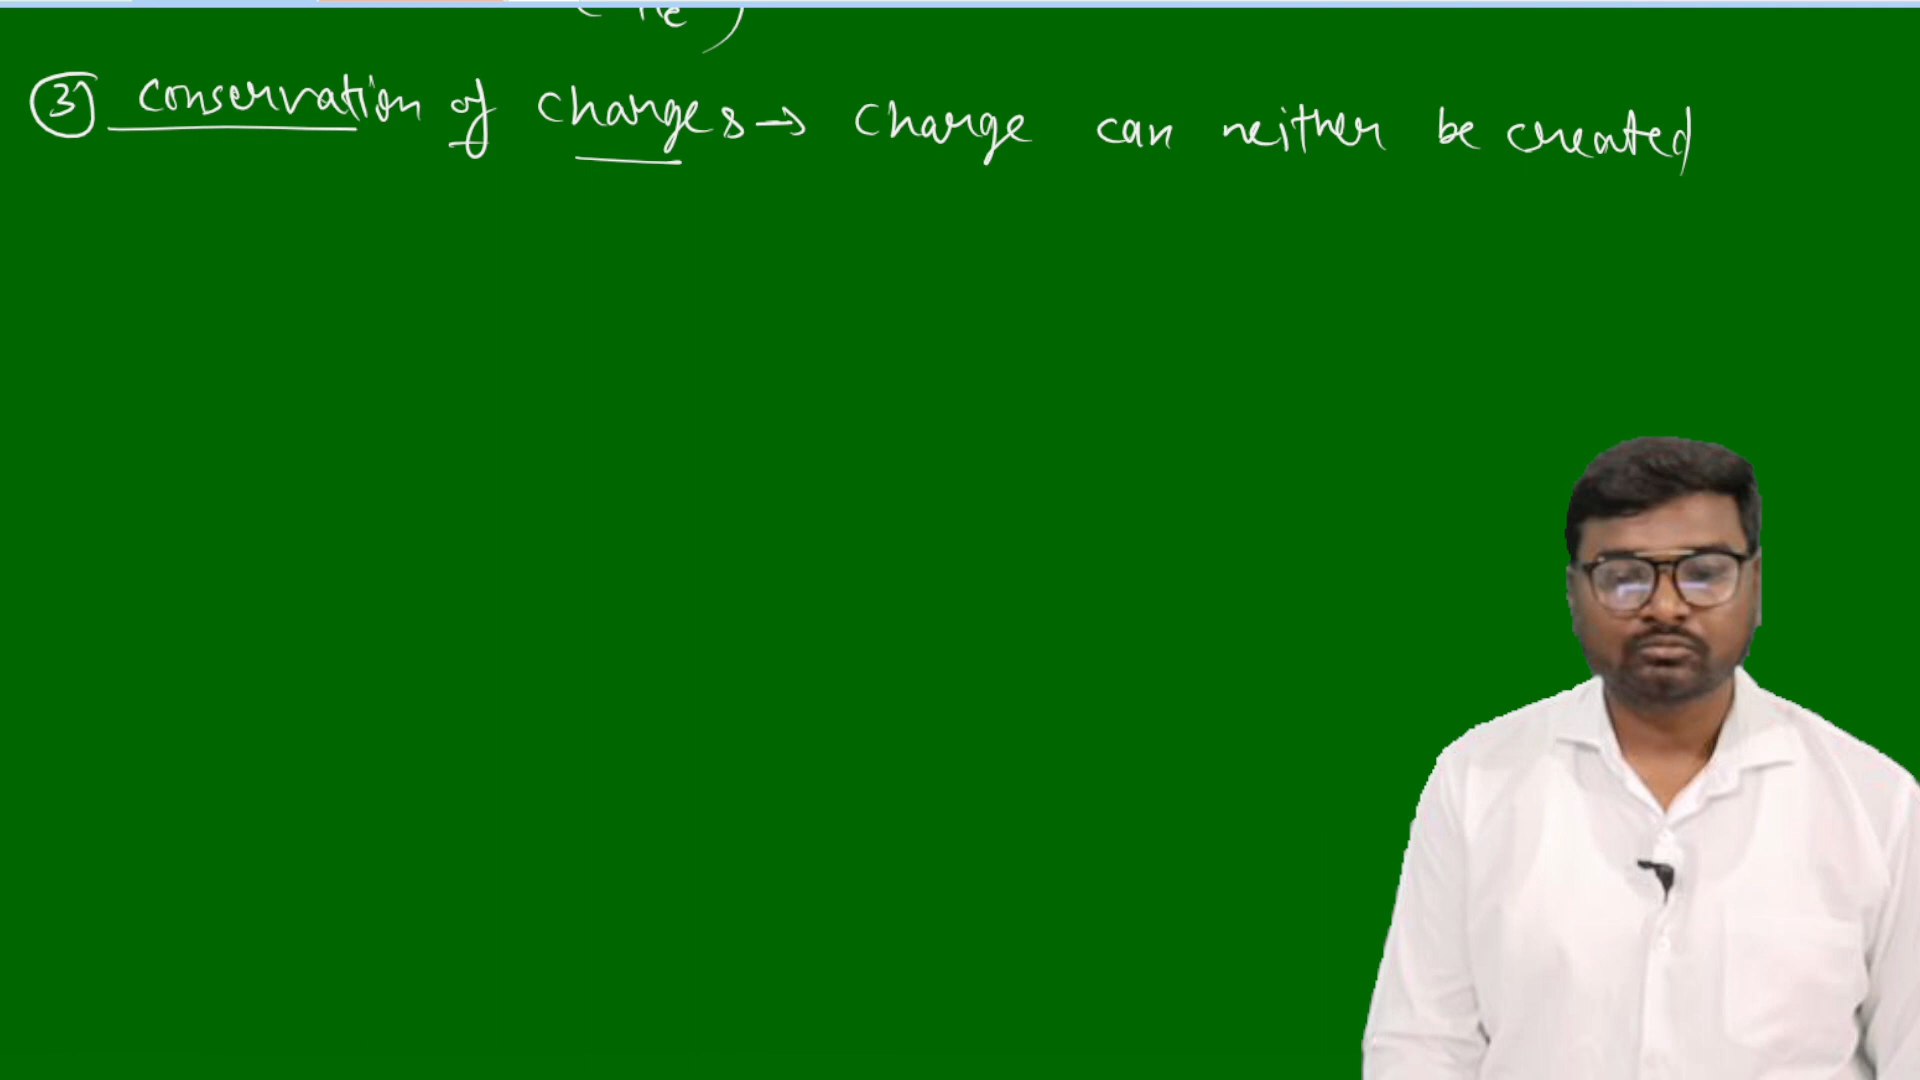 ③ conservation of charges → Charge can neither be created